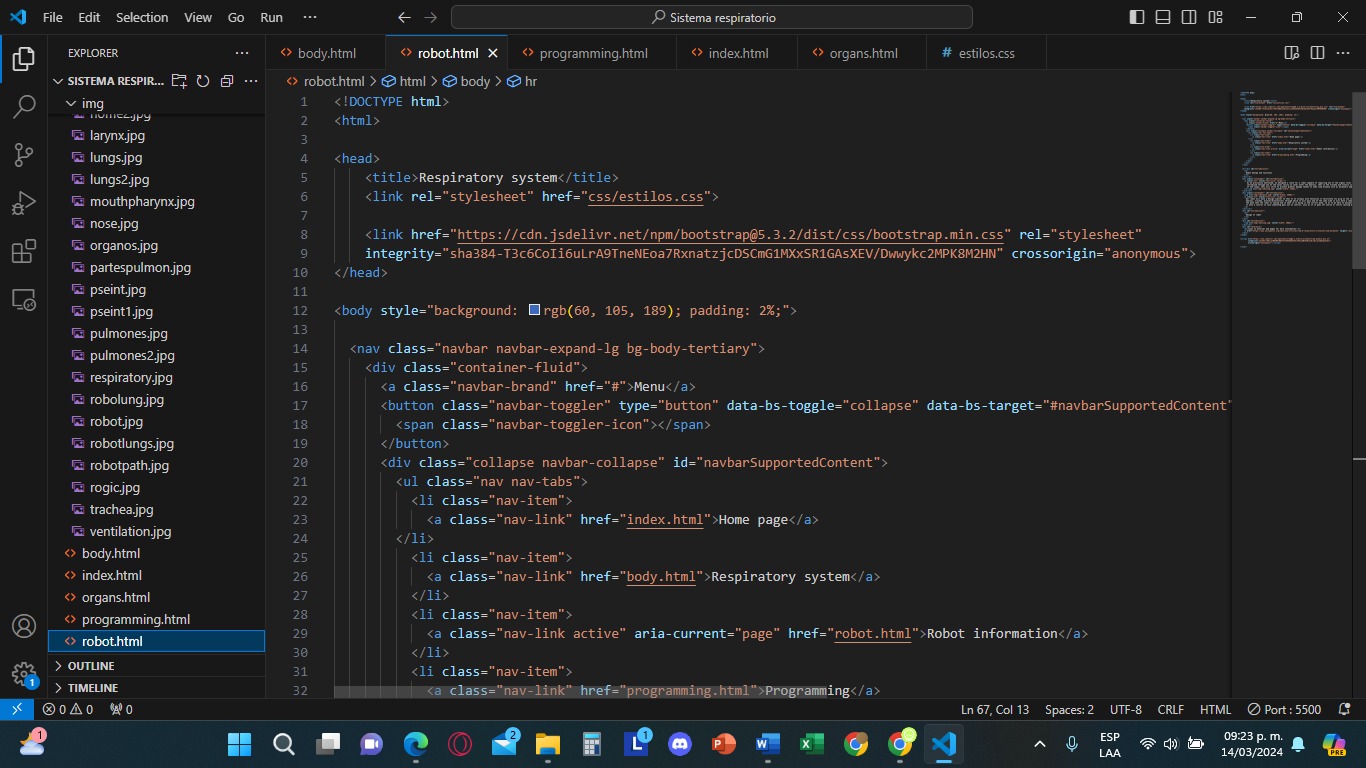 File Edit Selection View Go Run ··· Sistema respiratorio
EXPLORER ···
SISTEMA RESPIR...
img
home2.jpg
larynx.jpg
lungs.jpg
lungs2.jpg
mouthpharynx.jpg
nose.jpg
organos.jpg
partespulmon.jpg
pseint.jpg
pseint1.jpg
pulmones.jpg
pulmones2.jpg
respiratory.jpg
robolung.jpg
robot.jpg
robotlungs.jpg
robotpath.jpg
rogic.jpg
trachea.jpg
ventilation.jpg
body.html
index.html
organs.html
programming.html
robot.html
OUTLINE
TIMELINE
body.html robot.html programming.html index.html organs.html estilos.css
robot.html > html > body > hr
1 <!DOCTYPE html>
2 <html>
3
4 <head>
5 <title>Respiratory system</title>
6 <link rel="stylesheet" href="css/estilos.css">
7
8 <link href="https://cdn.jsdelivr.net/npm/bootstrap@5.3.2/dist/css/bootstrap.min.css" rel="stylesheet"
9 integrity="sha384-T3c6CoIi6uLrA9TneNEoa7RxnatzjcDSCmG1MXxSR1GAsXEV/Dwwykc2MPK8M2HN" crossorigin="anonymous">
10 </head>
11
12 <body style="background: rgb(60, 105, 189); padding: 2%;">
13
14 <nav class="navbar navbar-expand-lg bg-body-tertiary">
15 <div class="container-fluid">
16 <a class="navbar-brand" href="#">Menu</a>
17 <button class="navbar-toggler" type="button" data-bs-toggle="collapse" data-bs-target="#navbarSupportedContent"
18 <span class="navbar-toggler-icon"></span>
19 </button>
20 <div class="collapse navbar-collapse" id="navbarSupportedContent">
21 <ul class="nav nav-tabs">
22 <li class="nav-item">
23 <a class="nav-link" href="index.html">Home page</a>
24 </li>
25 <li class="nav-item">
26 <a class="nav-link" href="body.html">Respiratory system</a>
27 </li>
28 <li class="nav-item">
29 <a class="nav-link active" aria-current="page" href="robot.html">Robot information</a>
30 </li>
31 <li class="nav-item">
32 <a class="nav-link" href="programming.html">Programming</a>
1
0 0 0 Ln 67, Col 13 Spaces: 2 UTF-8 CRLF HTML Port : 5500
1 2 1 ESP
LAA
09:23 p. m.
14/03/2024
PRE